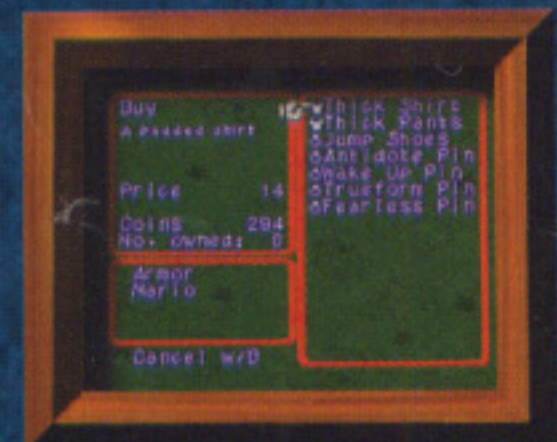 Buy
A padded shirt
Price 14
Coins 294
No. owned: 0
Armor
Mario
Cancel w/B
Thick Shirt
Thick Pants
Jump Shoes
Antidote Pin
Wake Up Pin
Trueform Pin
Fearless Pin